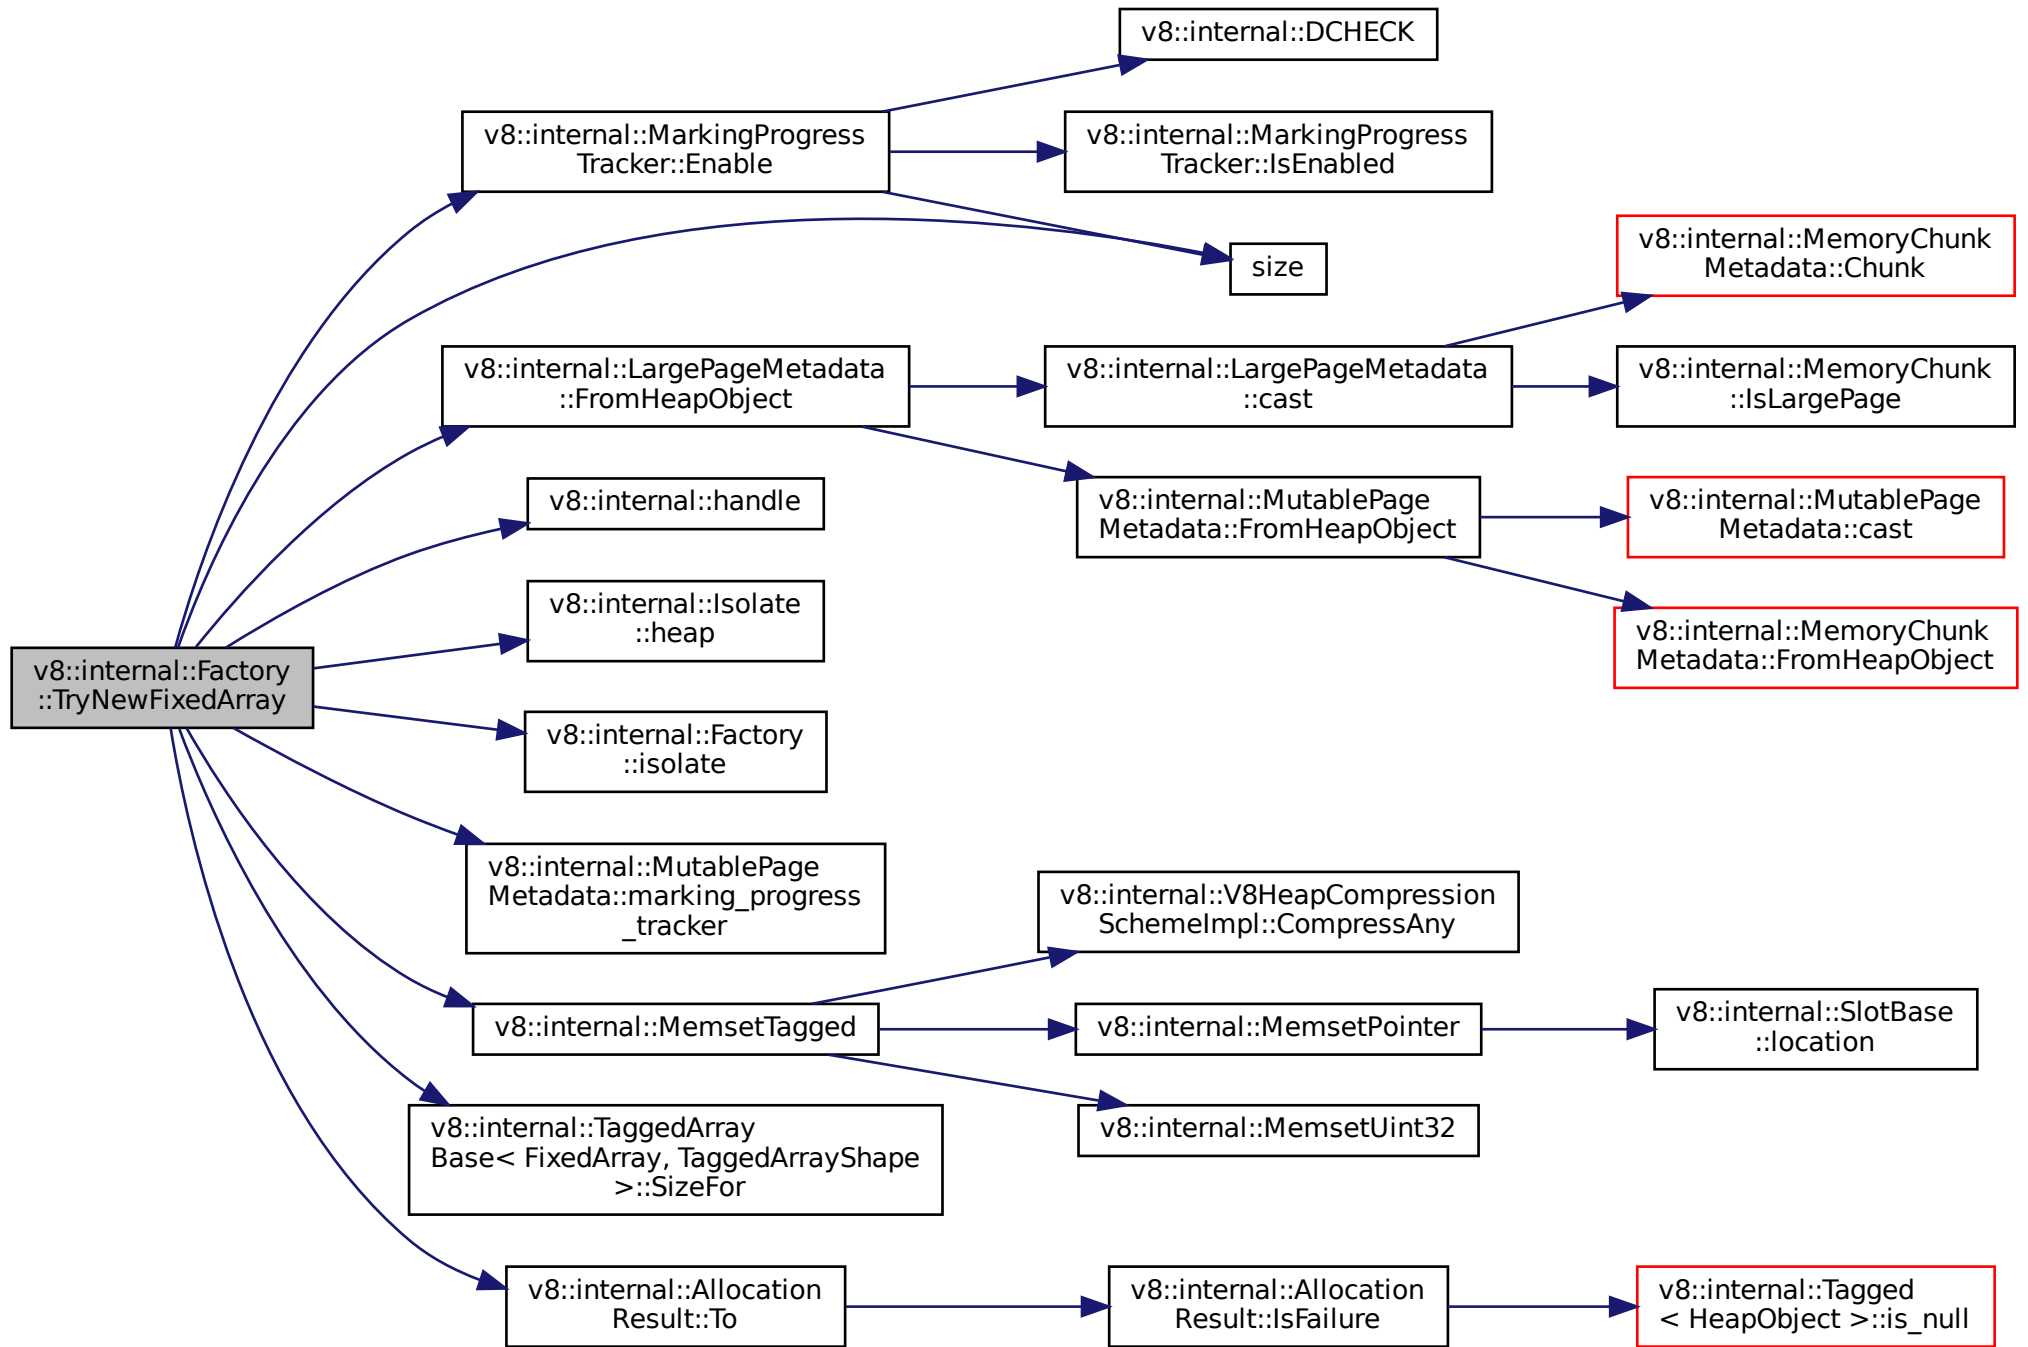 v8::internal::DCHECK
v8::internal::MarkingProgress
Tracker::Enable
v8::internal::MarkingProgress
Tracker::IsEnabled
size
v8::internal::MemoryChunk
Metadata::Chunk
v8::internal::LargePageMetadata
::FromHeapObject
v8::internal::LargePageMetadata
::cast
v8::internal::MemoryChunk
::IsLargePage
v8::internal::handle
v8::internal::MutablePage
Metadata::FromHeapObject
v8::internal::MutablePage
Metadata::cast
v8::internal::Isolate
::heap
v8::internal::MemoryChunk
Metadata::FromHeapObject
v8::internal::Factory
::TryNewFixedArray
v8::internal::Factory
::isolate
v8::internal::MutablePage
Metadata::marking_progress
_tracker
v8::internal::V8HeapCompression
SchemeImpl::CompressAny
v8::internal::MemsetTagged
v8::internal::MemsetPointer
v8::internal::SlotBase
::location
v8::internal::TaggedArray
Base< FixedArray, TaggedArrayShape
>::SizeFor
v8::internal::MemsetUint32
v8::internal::Allocation
Result::To
v8::internal::Allocation
Result::IsFailure
v8::internal::Tagged
< HeapObject >::is_null